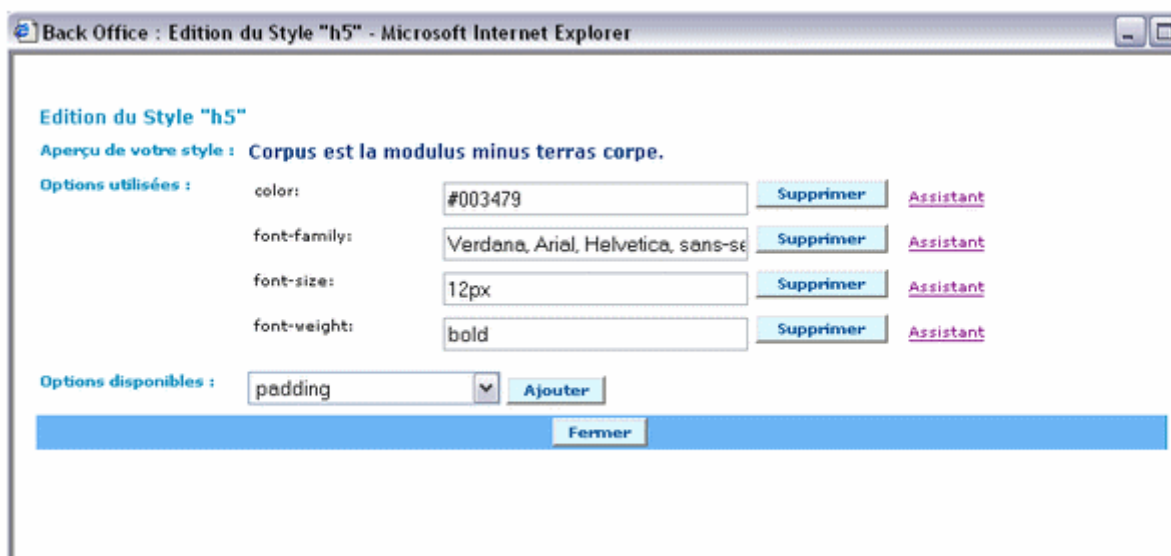 Back Office : Edition du Style "h5" - Microsoft Internet Explorer
Edition du Style "h5"
Aperçu de votre style : Corpus est la modulus minus terras corpe.
Options utilisées : color: #003479 Supprimer Assistant
font-family: Verdana, Arial, Helvetica, sans-se Supprimer Assistant
font-size: 12px Supprimer Assistant
font-weight: bold Supprimer Assistant
Options disponibles : padding Ajouter
Fermer